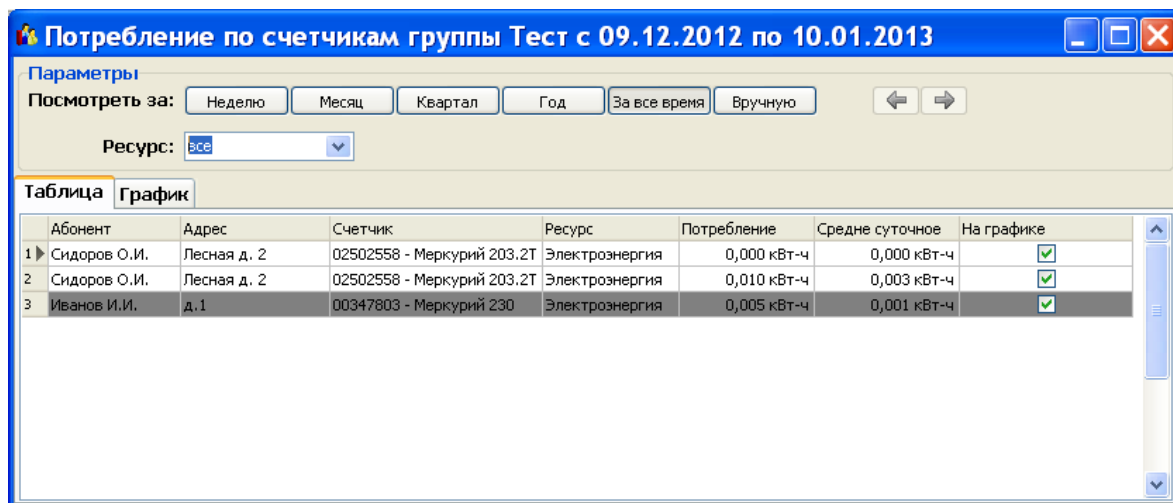 Потребление по счетчикам группы Тест с 09.12.2012 по 10.01.2013
Параметры
Посмотреть за: Неделю Месяц Квартал Год За все время Вручную
Ресурс: все
Таблица График
Абонент Адрес Счетчик Ресурс Потребление Средне суточное На графике
1 Сидоров О.И. Лесная д. 2 02502558 - Меркурий 203.2Т Электроэнергия 0,000 кВт-ч 0,000 кВт-ч
2 Сидоров О.И. Лесная д. 2 02502558 - Меркурий 203.2Т Электроэнергия 0,010 кВт-ч 0,003 кВт-ч
3 Иванов И.И. д.1 00347803 - Меркурий 230 Электроэнергия 0,005 кВт-ч 0,001 кВт-ч